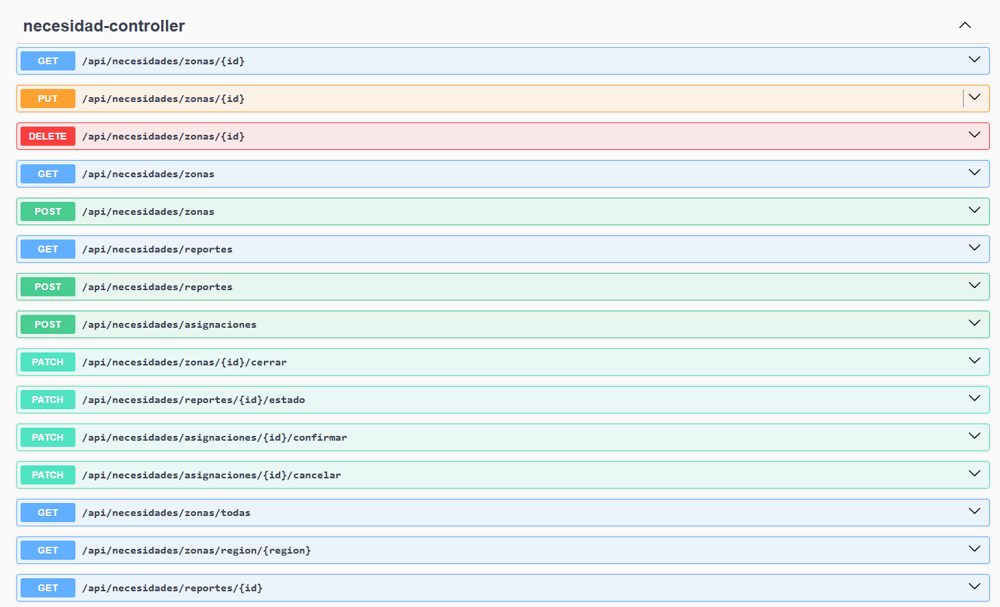 necesidad-controller
GET /api/necesidades/zonas/{id}
PUT /api/necesidades/zonas/{id}
DELETE /api/necesidades/zonas/{id}
GET /api/necesidades/zonas
POST /api/necesidades/zonas
GET /api/necesidades/reportes
POST /api/necesidades/reportes
POST /api/necesidades/asignaciones
PATCH /api/necesidades/zonas/{id}/cerrar
PATCH /api/necesidades/reportes/{id}/estado
PATCH /api/necesidades/asignaciones/{id}/confirmar
PATCH /api/necesidades/asignaciones/{id}/cancelar
GET /api/necesidades/zonas/todas
GET /api/necesidades/zonas/region/{region}
GET /api/necesidades/reportes/{id}